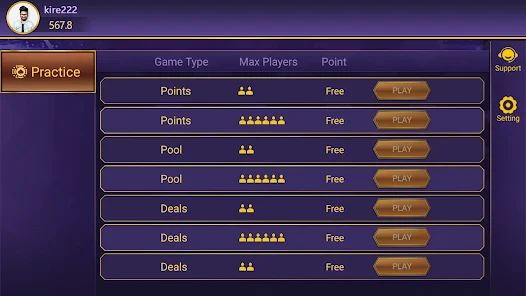 kire222
567.8
Practice
Game Type Max Players Point
Points Free PLAY
Points Free PLAY
Pool Free PLAY
Pool Free PLAY
Deals Free PLAY
Deals Free PLAY
Deals Free PLAY
Support
Setting